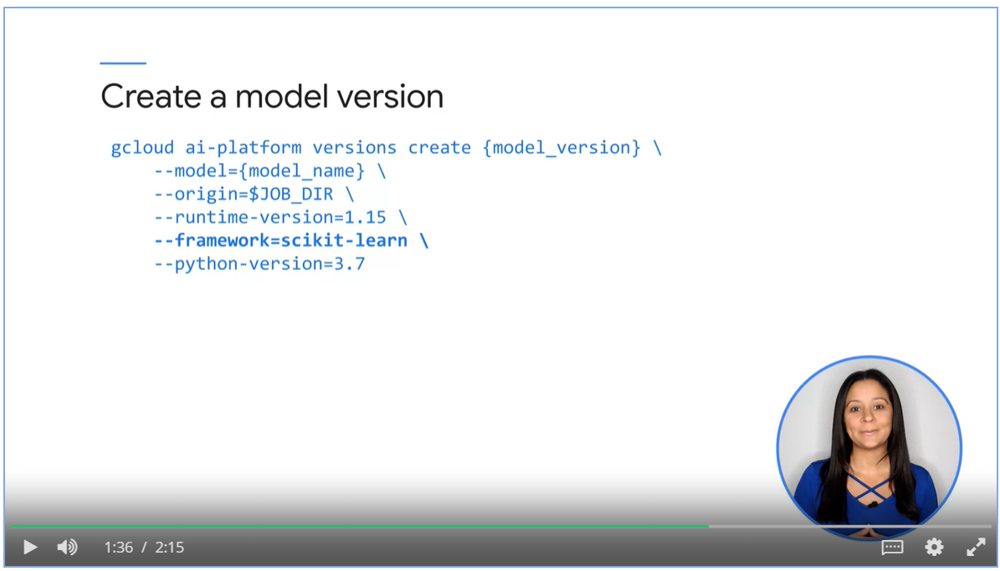 Create a model version
gcloud ai-platform versions create {model_version} \
--model={model_name} \
--origin=$JOB_DIR \
--runtime-version=1.15 \
--framework=scikit-learn \
--python-version=3.7
1:36 / 2:15